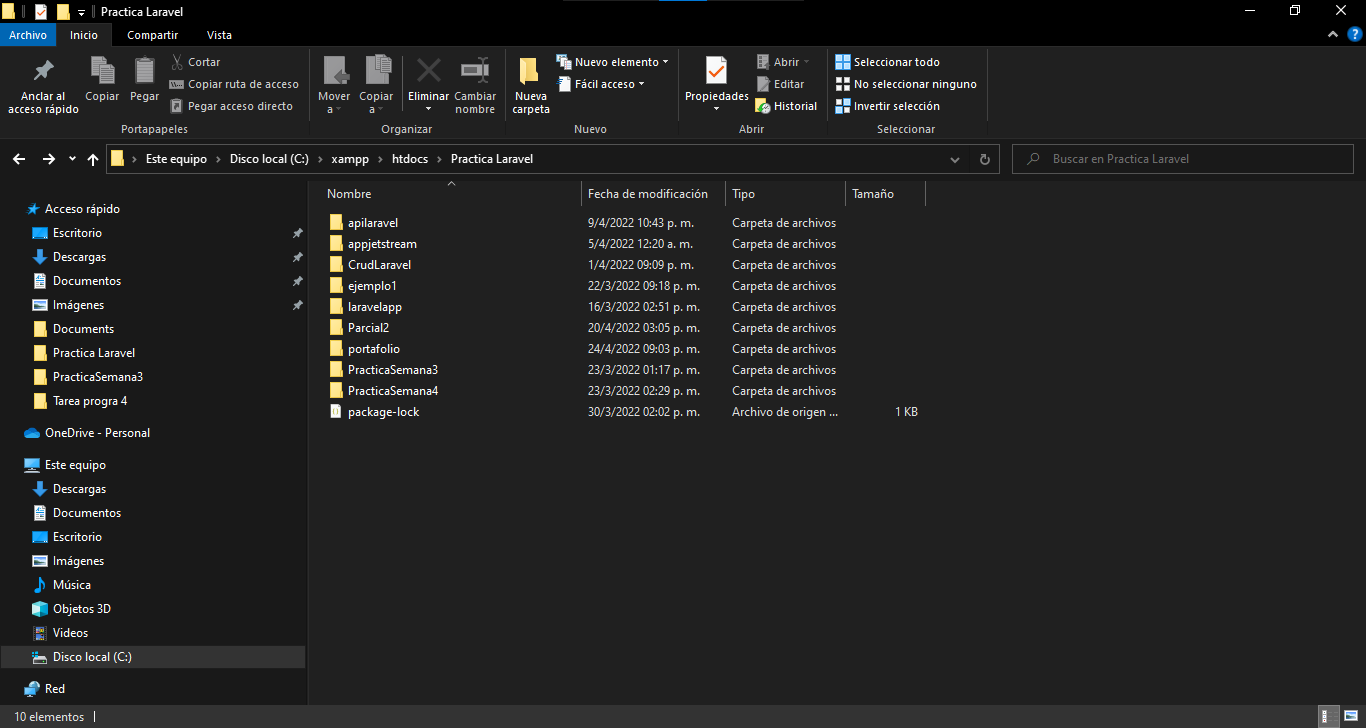 Practica Laravel
Archivo Inicio Compartir Vista
Anclar al acceso rápido
Copiar
Pegar
Cortar
Copiar ruta de acceso
Pegar acceso directo
Portapapeles
Mover a
Copiar a
Eliminar
Cambiar nombre
Organizar
Nueva carpeta
Nuevo elemento
Fácil acceso
Nuevo
Propiedades
Abrir
Editar
Historial
Abrir
Seleccionar todo
No seleccionar ninguno
Invertir selección
Seleccionar
Este equipo > Disco local (C:) > xampp > htdocs > Practica Laravel
Buscar en Practica Laravel
Acceso rápido
Escritorio
Descargas
Documentos
Imágenes
Documents
Practica Laravel
PracticaSemana3
Tarea progra 4
OneDrive - Personal
Este equipo
Descargas
Documentos
Escritorio
Imágenes
Música
Objetos 3D
Videos
Disco local (C:)
Red
Nombre Fecha de modificación Tipo Tamaño
apilaravel 9/4/2022 10:43 p. m. Carpeta de archivos
appjetstream 5/4/2022 12:20 a. m. Carpeta de archivos
CrudLaravel 1/4/2022 09:09 p. m. Carpeta de archivos
ejemplo1 22/3/2022 09:18 p. m. Carpeta de archivos
laravelapp 16/3/2022 02:51 p. m. Carpeta de archivos
Parcial2 20/4/2022 03:05 p. m. Carpeta de archivos
portafolio 24/4/2022 09:03 p. m. Carpeta de archivos
PracticaSemana3 23/3/2022 01:17 p. m. Carpeta de archivos
PracticaSemana4 23/3/2022 02:29 p. m. Carpeta de archivos
package-lock 30/3/2022 02:02 p. m. Archivo de origen ... 1 KB
10 elementos